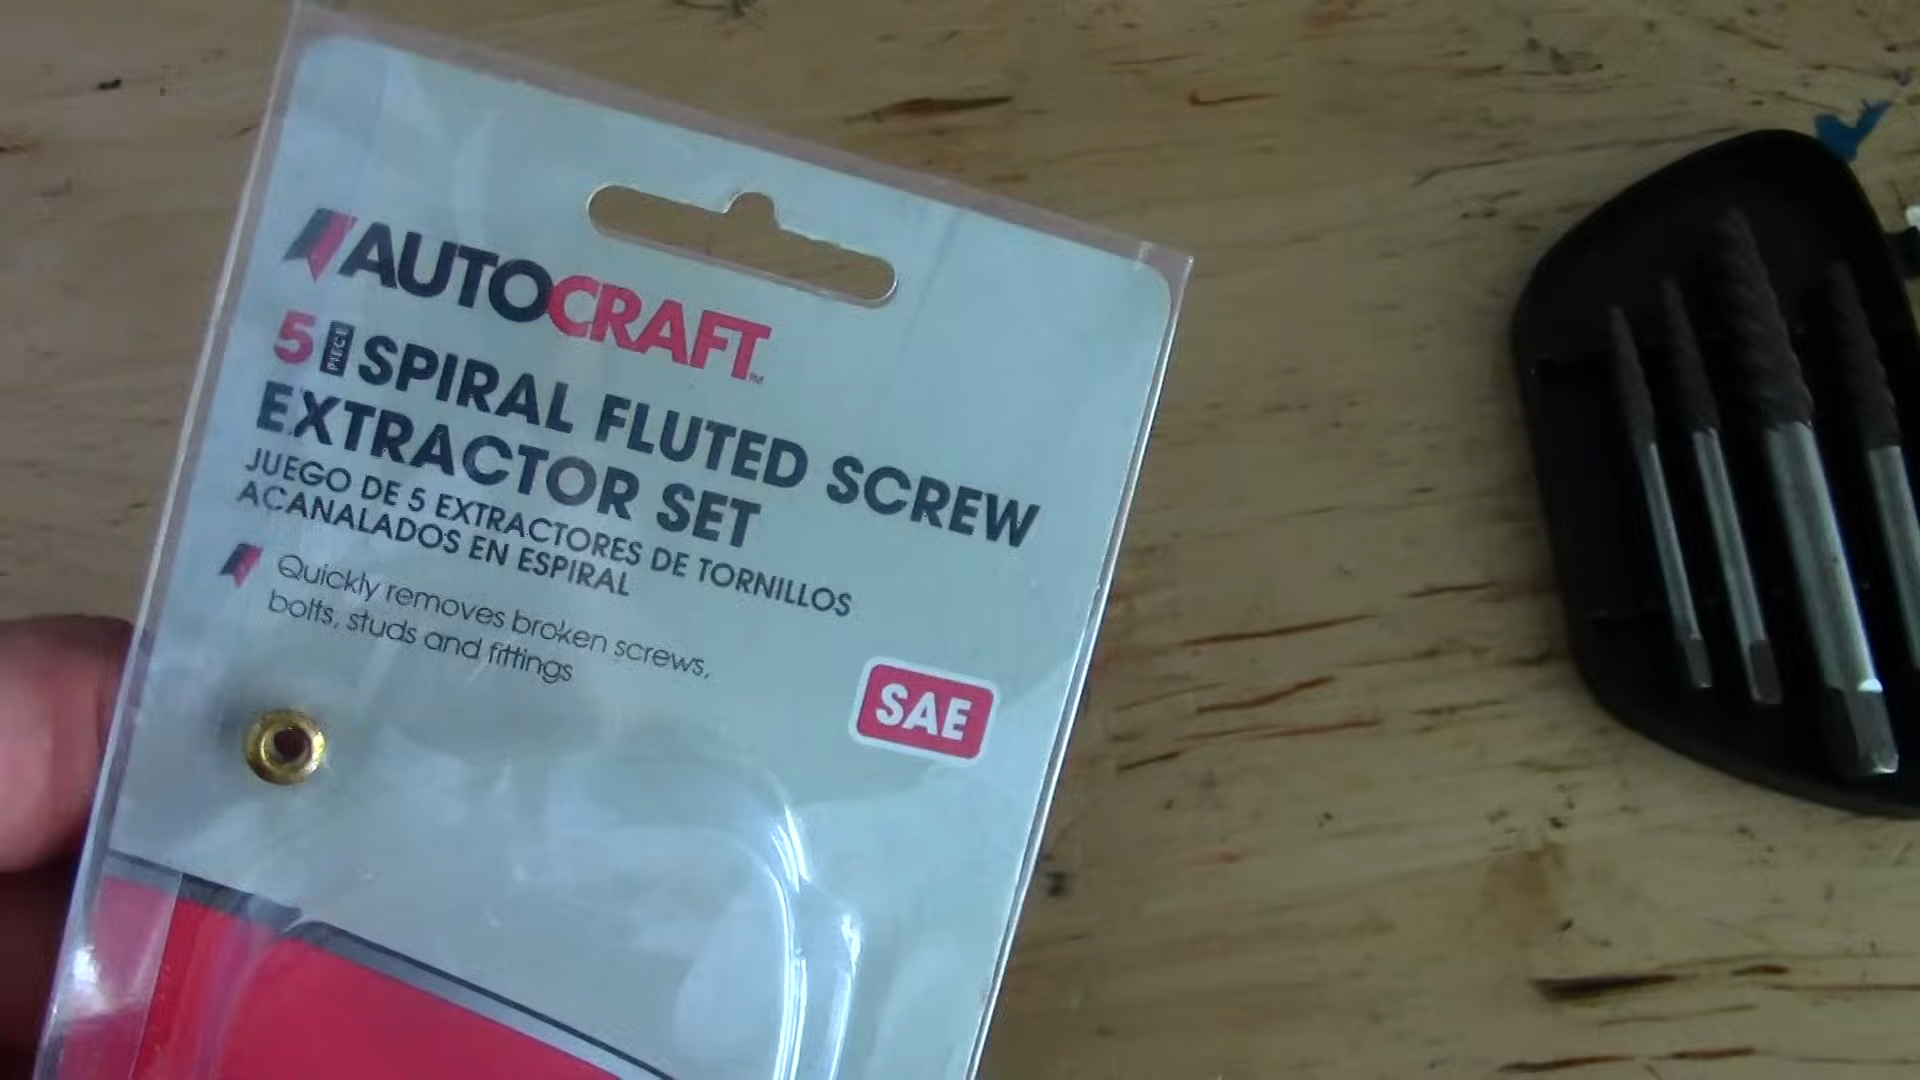 AUTOCRAFT™
5 PIECE SPIRAL FLUTED SCREW
EXTRACTOR SET
JUEGO DE 5 EXTRACTORES DE TORNILLOS
ACANALADOS EN ESPIRAL
Quickly removes broken screws,
bolts, studs and fittings
SAE